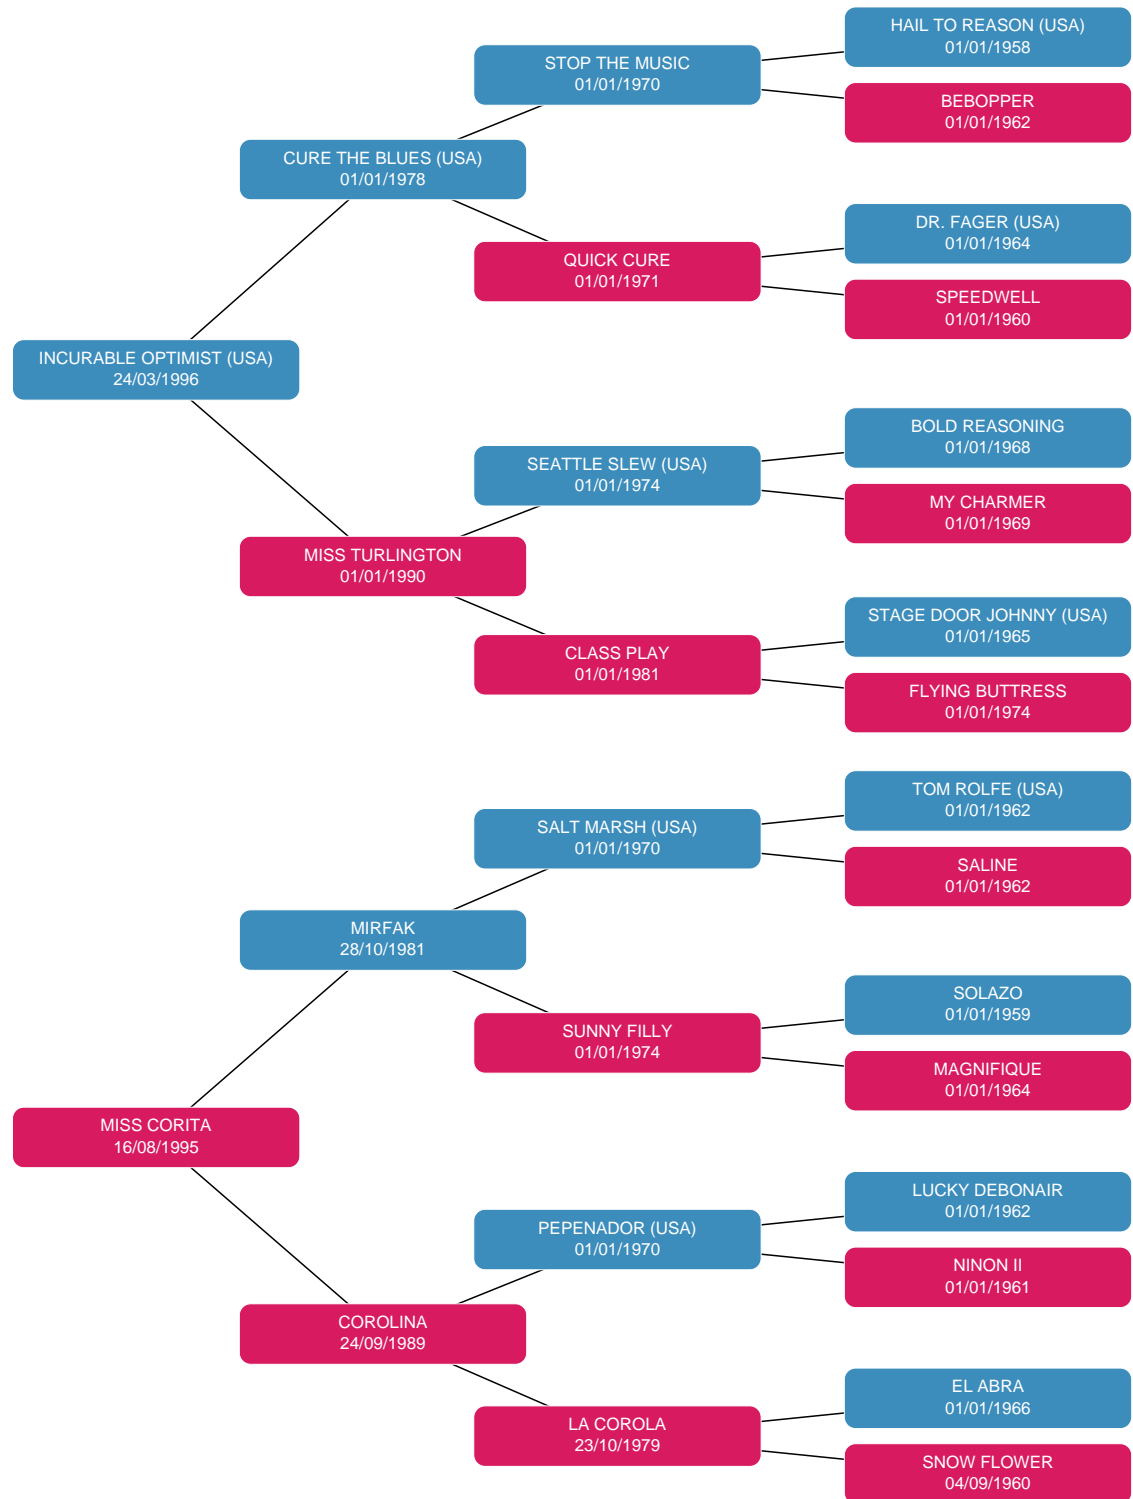 HAIL TO REASON (USA)
01/01/1958
STOP THE MUSIC
01/01/1970
BEBOPPER
01/01/1962
CURE THE BLUES (USA)
01/01/1978
DR. FAGER (USA)
01/01/1964
QUICK CURE
01/01/1971
SPEEDWELL
01/01/1960
INCURABLE OPTIMIST (USA)
24/03/1996
BOLD REASONING
01/01/1968
SEATTLE SLEW (USA)
01/01/1974
MY CHARMER
01/01/1969
MISS TURLINGTON
01/01/1990
STAGE DOOR JOHNNY (USA)
01/01/1965
CLASS PLAY
01/01/1981
FLYING BUTTRESS
01/01/1974
TOM ROLFE (USA)
01/01/1962
SALT MARSH (USA)
01/01/1970
SALINE
01/01/1962
MIRFAK
28/10/1981
SOLAZO
01/01/1959
SUNNY FILLY
01/01/1974
MAGNIFIQUE
01/01/1964
MISS CORITA
16/08/1995
LUCKY DEBONAIR
01/01/1962
PEPENADOR (USA)
01/01/1970
NINON II
01/01/1961
COROLINA
24/09/1989
EL ABRA
01/01/1966
LA COROLA
23/10/1979
SNOW FLOWER
04/09/1960